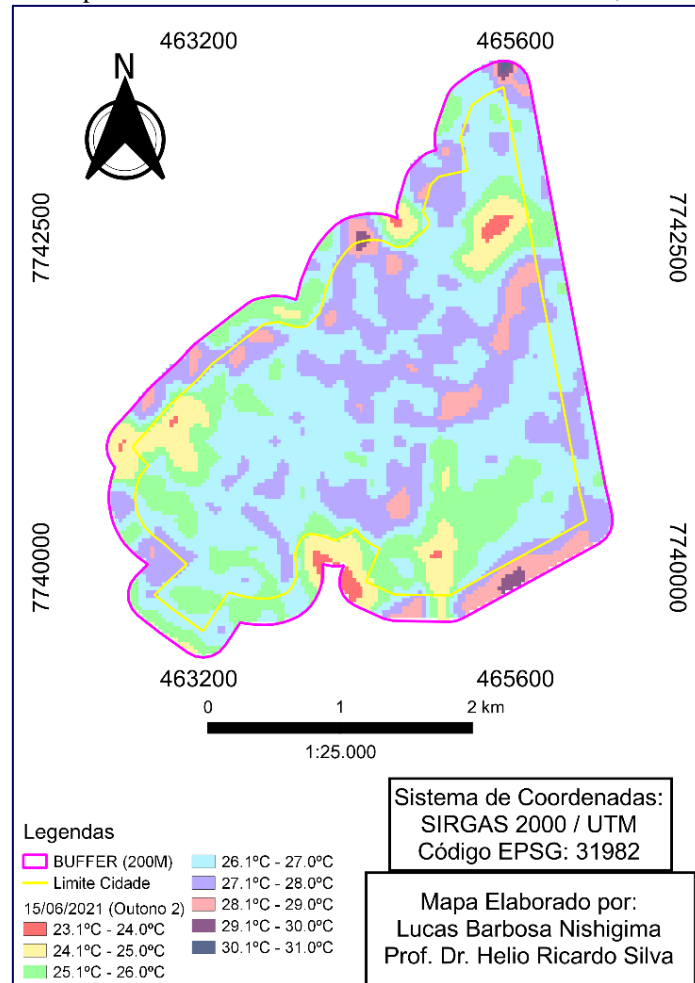 463200
465600
N
7742500
7742500
7740000
7740000
463200
465600
0 1 2 km
1:25.000
Sistema de Coordenadas:
SIRGAS 2000 / UTM
Código EPSG: 31982
Legendas
BUFFER (200M)
Limite Cidade
15/06/2021 (Outono 2)
23.1ºC - 24.0ºC
24.1ºC - 25.0ºC
25.1ºC - 26.0ºC
26.1ºC - 27.0ºC
27.1ºC - 28.0ºC
28.1ºC - 29.0ºC
29.1ºC - 30.0ºC
30.1ºC - 31.0ºC
Mapa Elaborado por:
Lucas Barbosa Nishigima
Prof. Dr. Helio Ricardo Silva